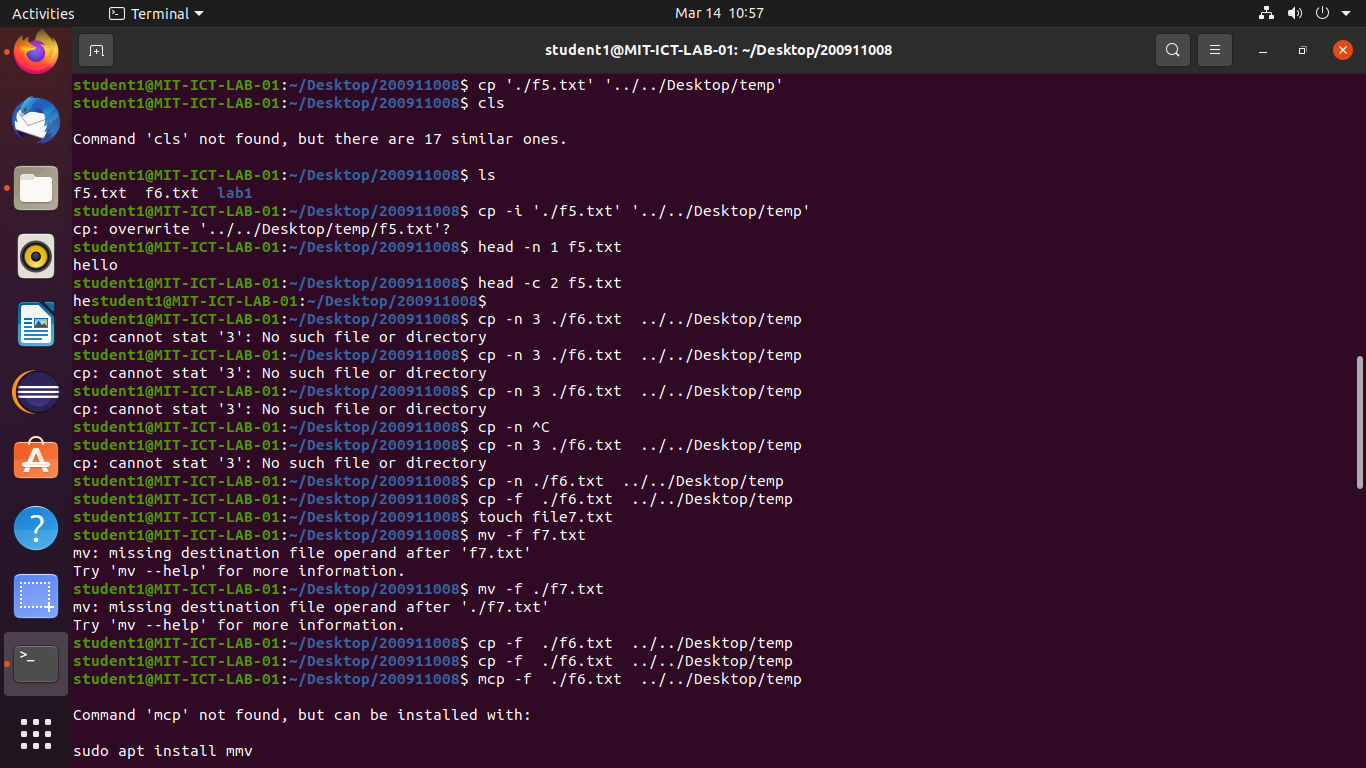 Activities Terminal Mar 14 10:57
student1@MIT-ICT-LAB-01: ~/Desktop/200911008
student1@MIT-ICT-LAB-01:~/Desktop/200911008$ cp './f5.txt' '../../Desktop/temp'
student1@MIT-ICT-LAB-01:~/Desktop/200911008$ cls
Command 'cls' not found, but there are 17 similar ones.
student1@MIT-ICT-LAB-01:~/Desktop/200911008$ ls
f5.txt  f6.txt  lab1
student1@MIT-ICT-LAB-01:~/Desktop/200911008$ cp -i './f5.txt' '../../Desktop/temp'
cp: overwrite '../../Desktop/temp/f5.txt'?
student1@MIT-ICT-LAB-01:~/Desktop/200911008$ head -n 1 f5.txt
hello
student1@MIT-ICT-LAB-01:~/Desktop/200911008$ head -c 2 f5.txt
hestudent1@MIT-ICT-LAB-01:~/Desktop/200911008$
student1@MIT-ICT-LAB-01:~/Desktop/200911008$ cp -n 3 ./f6.txt  ../../Desktop/temp
cp: cannot stat '3': No such file or directory
student1@MIT-ICT-LAB-01:~/Desktop/200911008$ cp -n 3 ./f6.txt  ../../Desktop/temp
cp: cannot stat '3': No such file or directory
student1@MIT-ICT-LAB-01:~/Desktop/200911008$ cp -n 3 ./f6.txt  ../../Desktop/temp
cp: cannot stat '3': No such file or directory
student1@MIT-ICT-LAB-01:~/Desktop/200911008$ cp -n ^C
student1@MIT-ICT-LAB-01:~/Desktop/200911008$ cp -n 3 ./f6.txt  ../../Desktop/temp
cp: cannot stat '3': No such file or directory
student1@MIT-ICT-LAB-01:~/Desktop/200911008$ cp -n ./f6.txt  ../../Desktop/temp
student1@MIT-ICT-LAB-01:~/Desktop/200911008$ cp -f  ./f6.txt  ../../Desktop/temp
student1@MIT-ICT-LAB-01:~/Desktop/200911008$ touch file7.txt
student1@MIT-ICT-LAB-01:~/Desktop/200911008$ mv -f f7.txt
mv: missing destination file operand after 'f7.txt'
Try 'mv --help' for more information.
student1@MIT-ICT-LAB-01:~/Desktop/200911008$ mv -f ./f7.txt
mv: missing destination file operand after './f7.txt'
Try 'mv --help' for more information.
student1@MIT-ICT-LAB-01:~/Desktop/200911008$ cp -f  ./f6.txt  ../../Desktop/temp
student1@MIT-ICT-LAB-01:~/Desktop/200911008$ cp -f  ./f6.txt  ../../Desktop/temp
student1@MIT-ICT-LAB-01:~/Desktop/200911008$ mcp -f  ./f6.txt  ../../Desktop/temp
Command 'mcp' not found, but can be installed with:
sudo apt install mmv